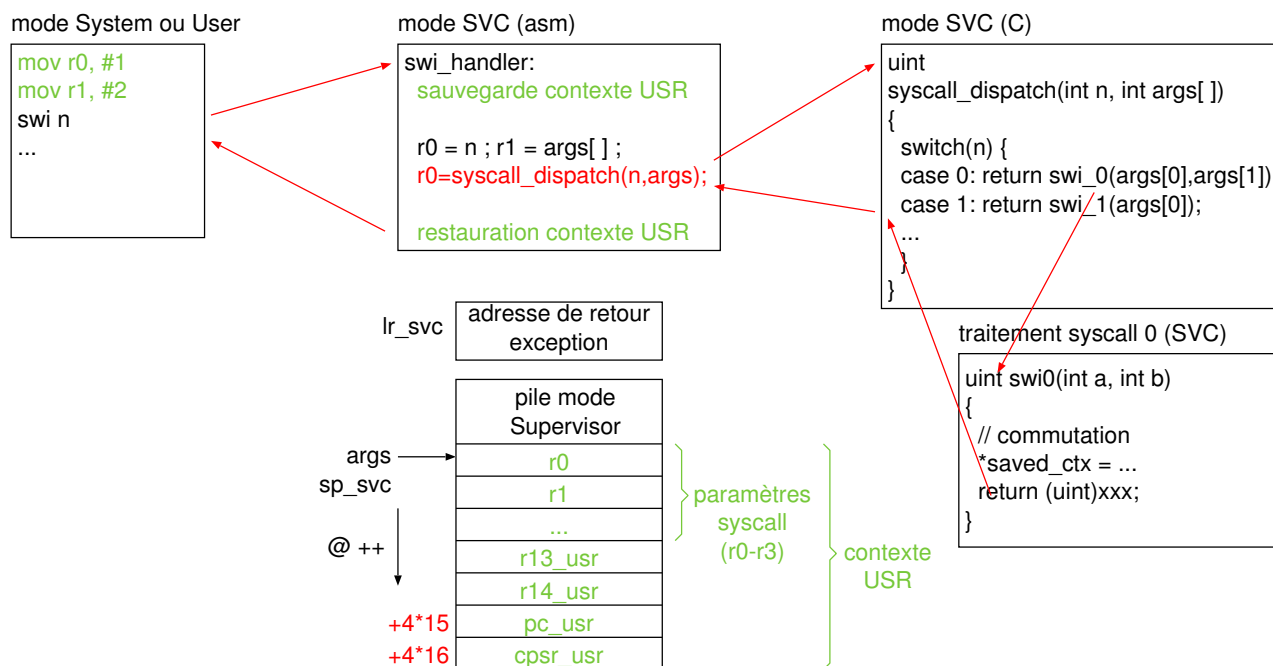 mode System ou User
mov r0, #1
mov r1, #2
swi n
...
mode SVC (asm)
swi_handler:
sauvegarde contexte USR
r0 = n ; r1 = args[ ] ;
r0=syscall_dispatch(n,args);
restauration contexte USR
mode SVC (C)
uint
syscall_dispatch(int n, int args[ ])
{
switch(n) {
case 0: return swi_0(args[0],args[1])
case 1: return swi_1(args[0]);
...
}
}
traitement syscall 0 (SVC)
uint swi0(int a, int b)
{
// commutation
*saved_ctx = ...
return (uint)xxx;
}
lr_svc
adresse de retour
exception
pile mode
Supervisor
args
sp_svc
@ ++
r0
r1
...
r13_usr
r14_usr
+4*15
pc_usr
+4*16
cpsr_usr
paramètres
syscall
(r0-r3)
contexte
USR